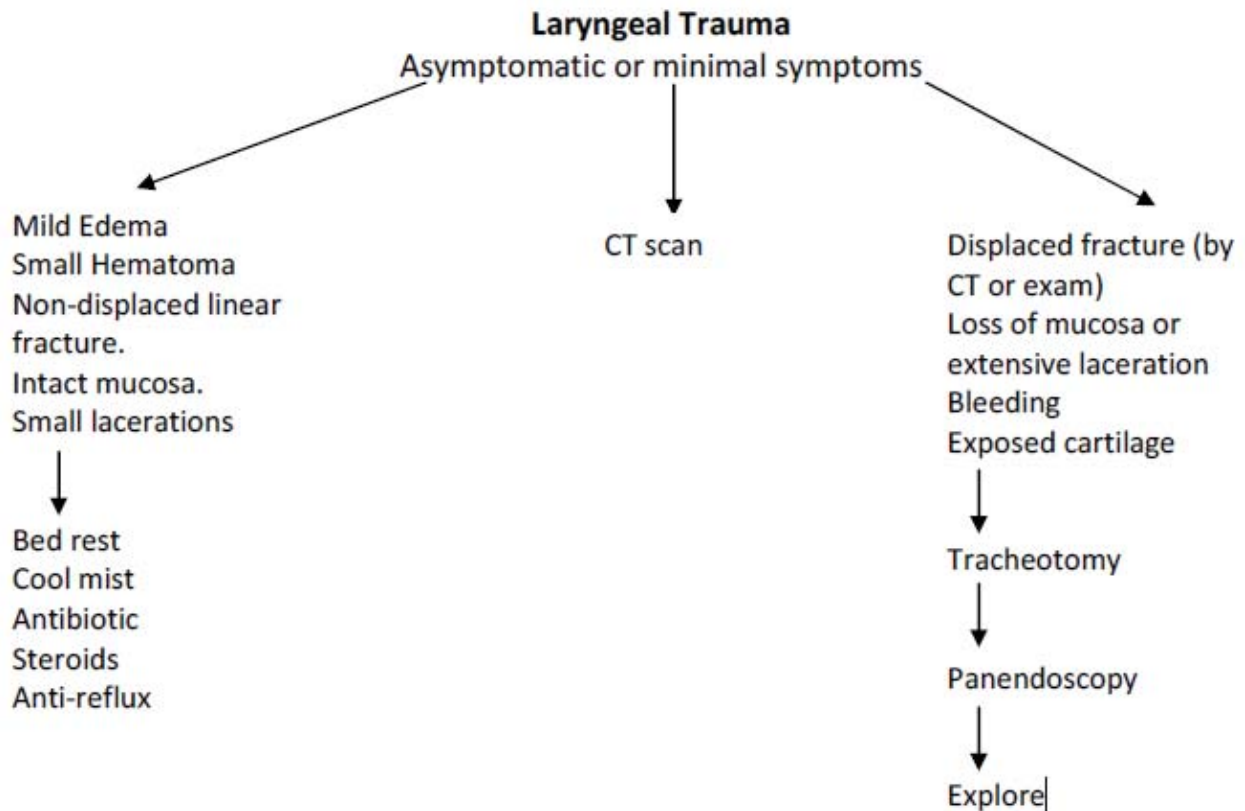 Laryngeal Trauma
Asymptomatic or minimal symptoms
Mild Edema
Small Hematoma
Non-displaced linear
fracture.
Intact mucosa.
Small lacerations
Bed rest
Cool mist
Antibiotic
Steroids
Anti-reflux
CT scan
Displaced fracture (by
CT or exam)
Loss of mucosa or
extensive laceration
Bleeding
Exposed cartilage
Tracheotomy
Panendoscopy
Explore